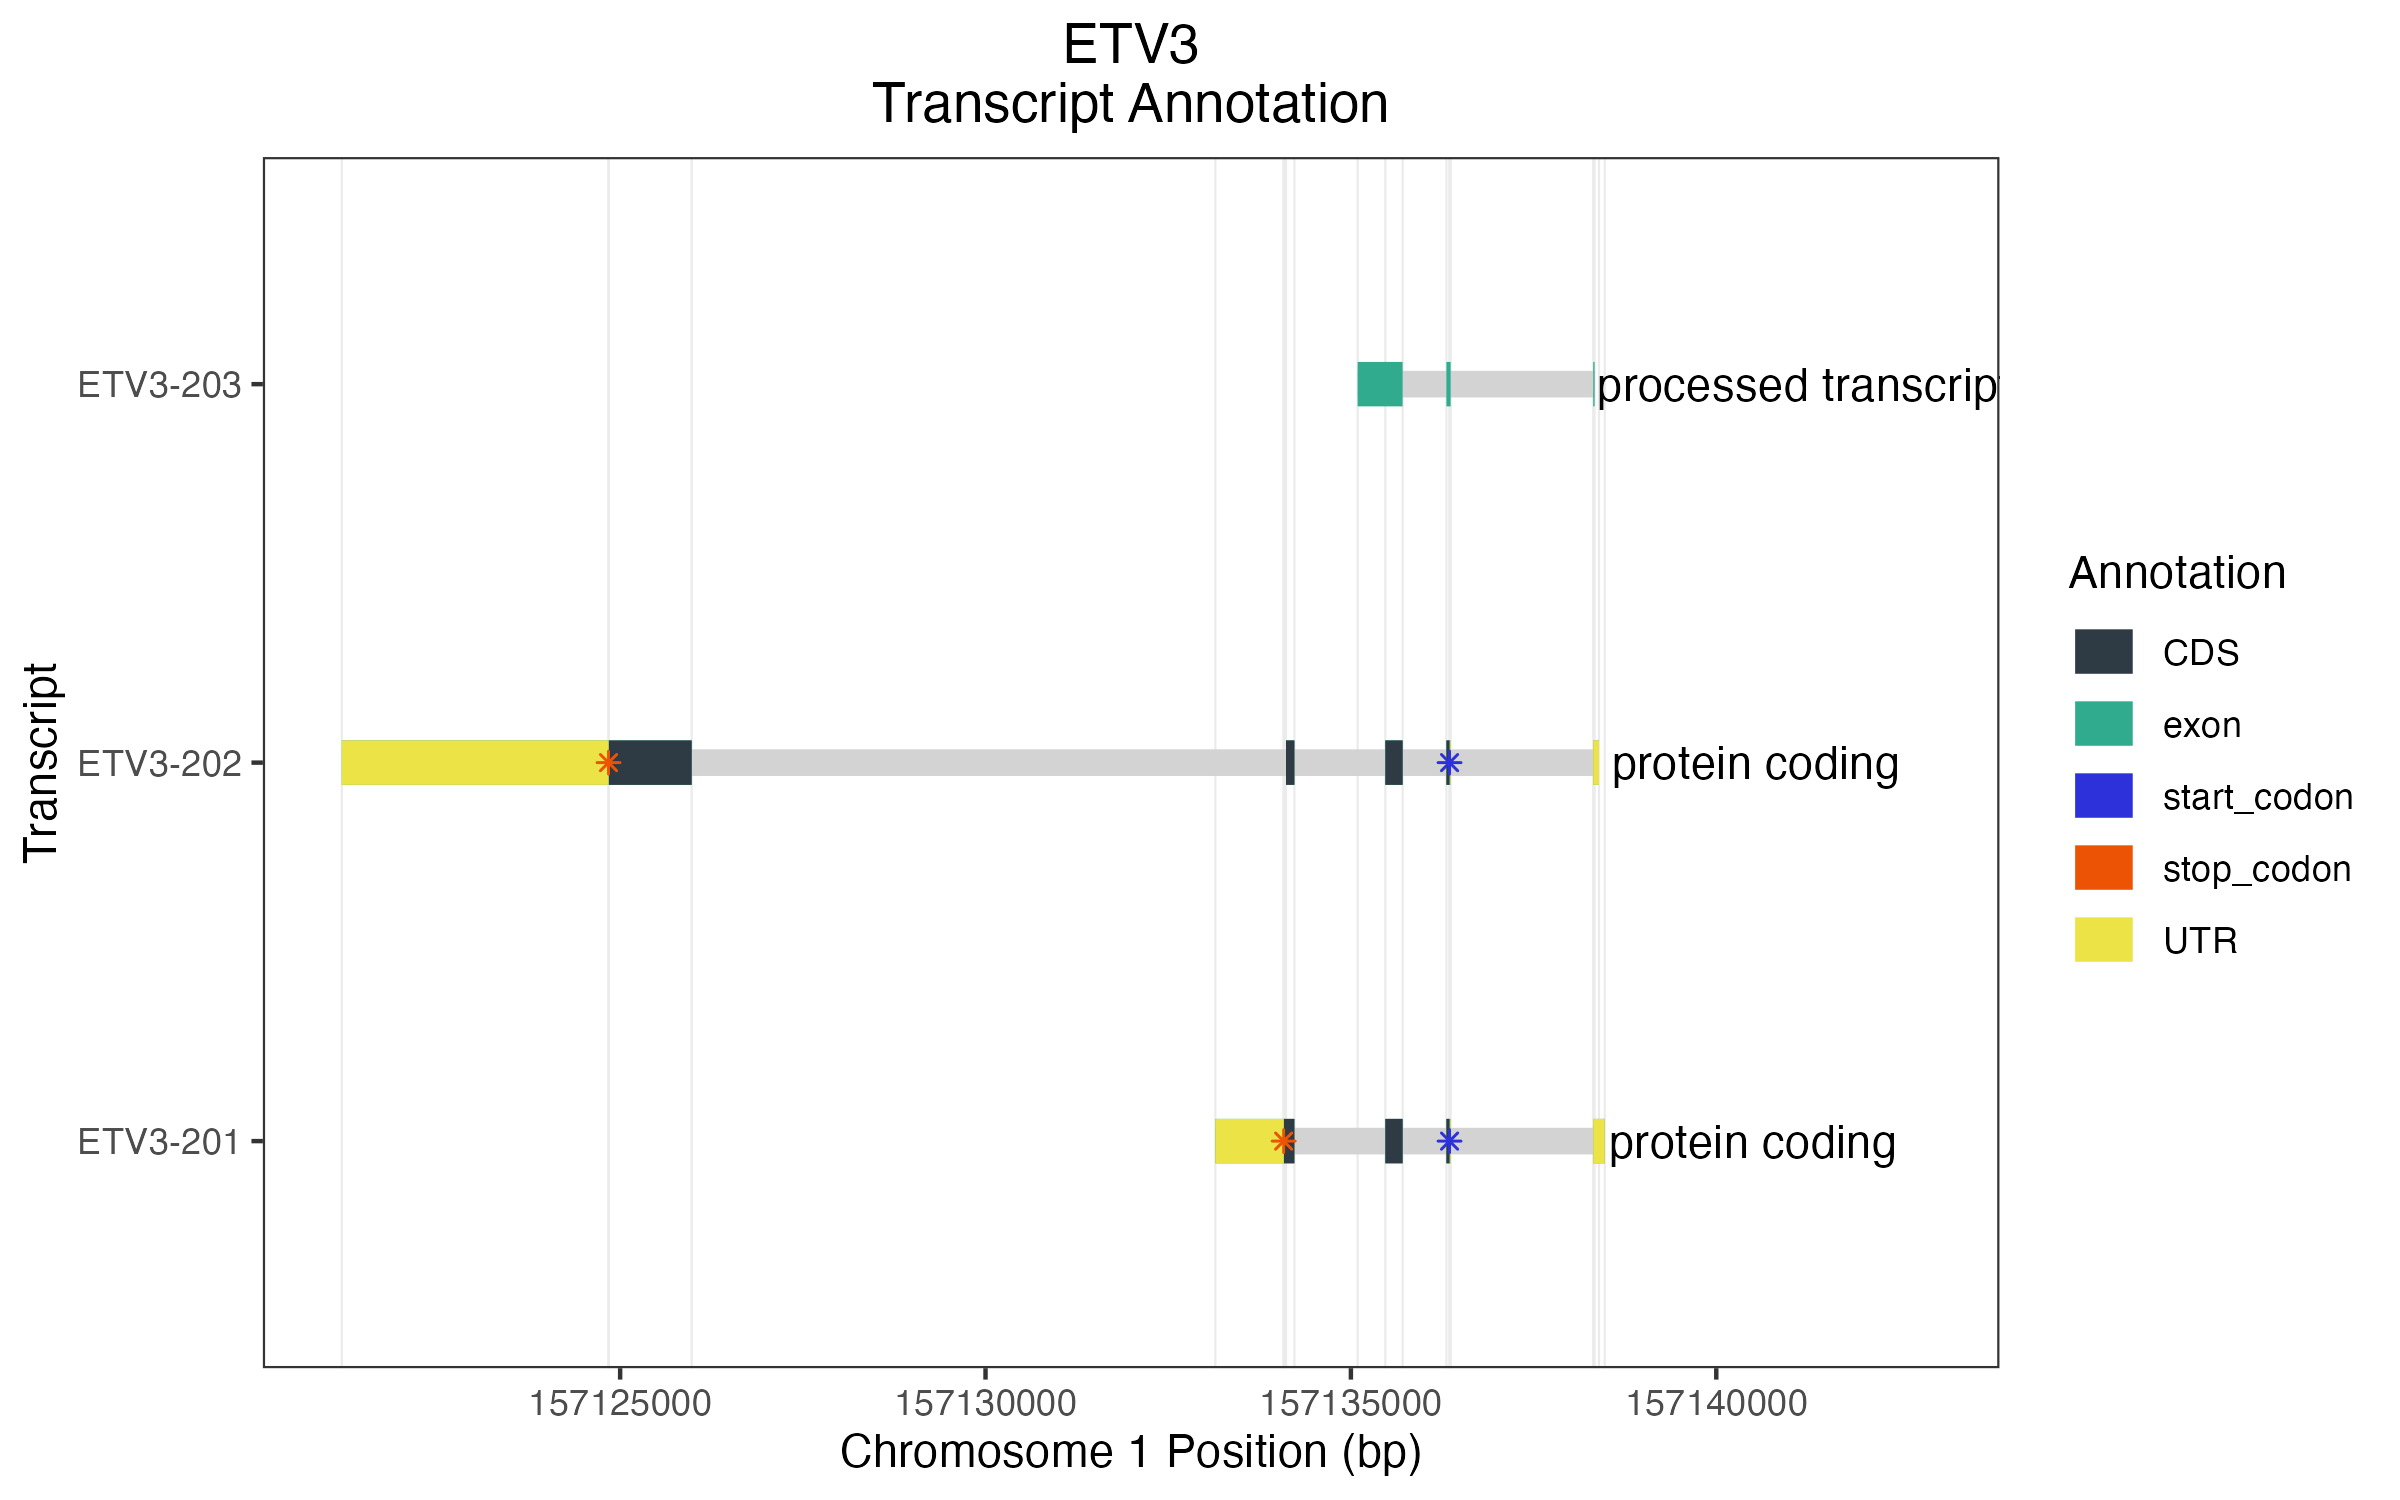 ETV3
Transcript Annotation
ETV3-203
processed transcrip
ETV3-202
protein coding
ETV3-201
protein coding
Transcript
157125000
157130000
157135000
157140000
Chromosome 1 Position (bp)
Annotation
CDS
exon
start_codon
stop_codon
UTR